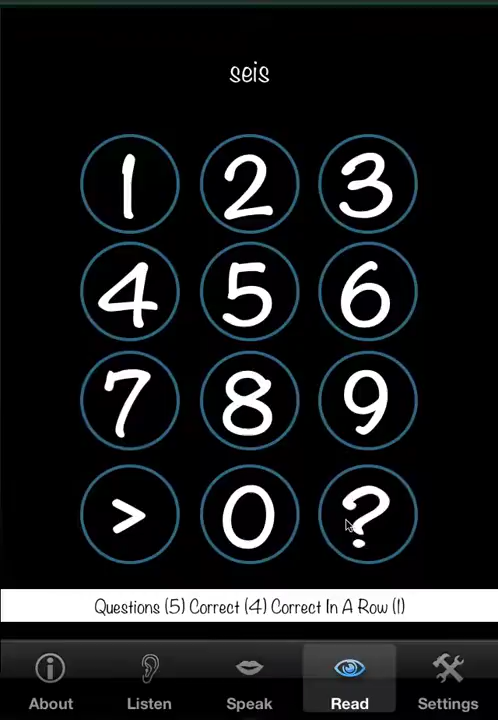 seis
1 2 3
4 5 6
7 8 9
> 0 ?
Questions (5) Correct (4) Correct In A Row (1)
About Listen Speak Read Settings